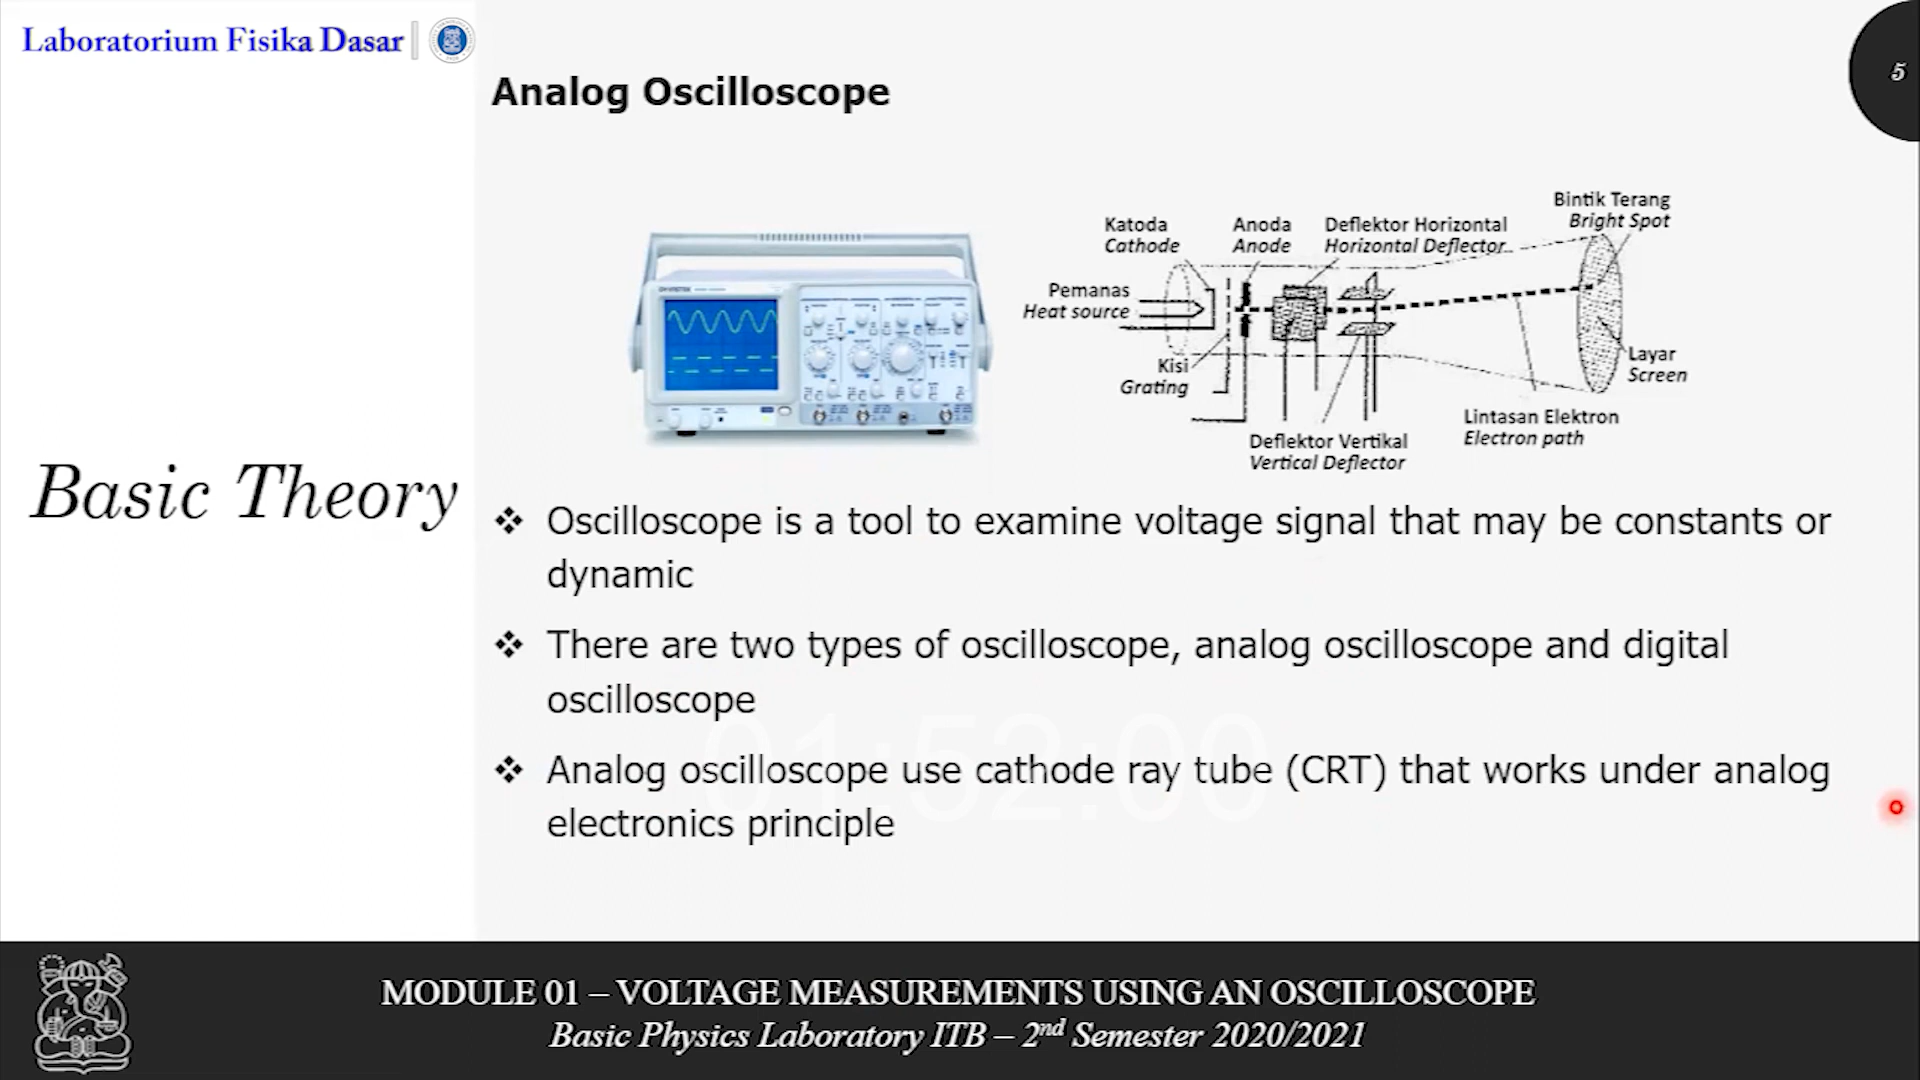 Laboratorium Fisika Dasar
5
Analog Oscilloscope
Bintik Terang
Bright Spot
Katoda
Cathode
Anoda
Anode
Deflektor Horizontal
Horizontal Deflector
Pemanas
Heat source
Kisi
Grating
Layar
Screen
Lintasan Elektron
Electron path
Deflektor Vertikal
Vertical Deflector
Basic Theory
❖ Oscilloscope is a tool to examine voltage signal that may be constants or
dynamic
❖ There are two types of oscilloscope, analog oscilloscope and digital
oscilloscope
01:52:00
❖ Analog oscilloscope use cathode ray tube (CRT) that works under analog
electronics principle
MODULE 01 – VOLTAGE MEASUREMENTS USING AN OSCILLOSCOPE
Basic Physics Laboratory ITB – 2nd Semester 2020/2021